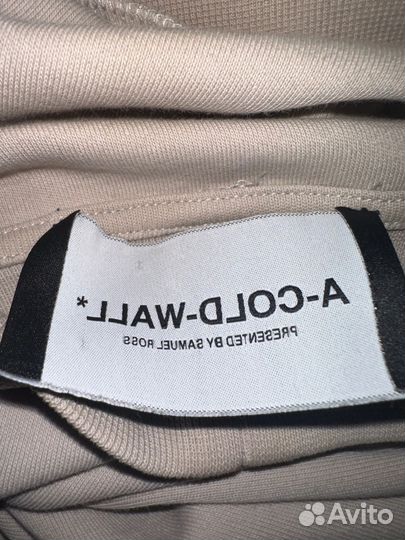 A-COLD-WALL*
PRESENTED BY SAMUEL ROSS
Avito